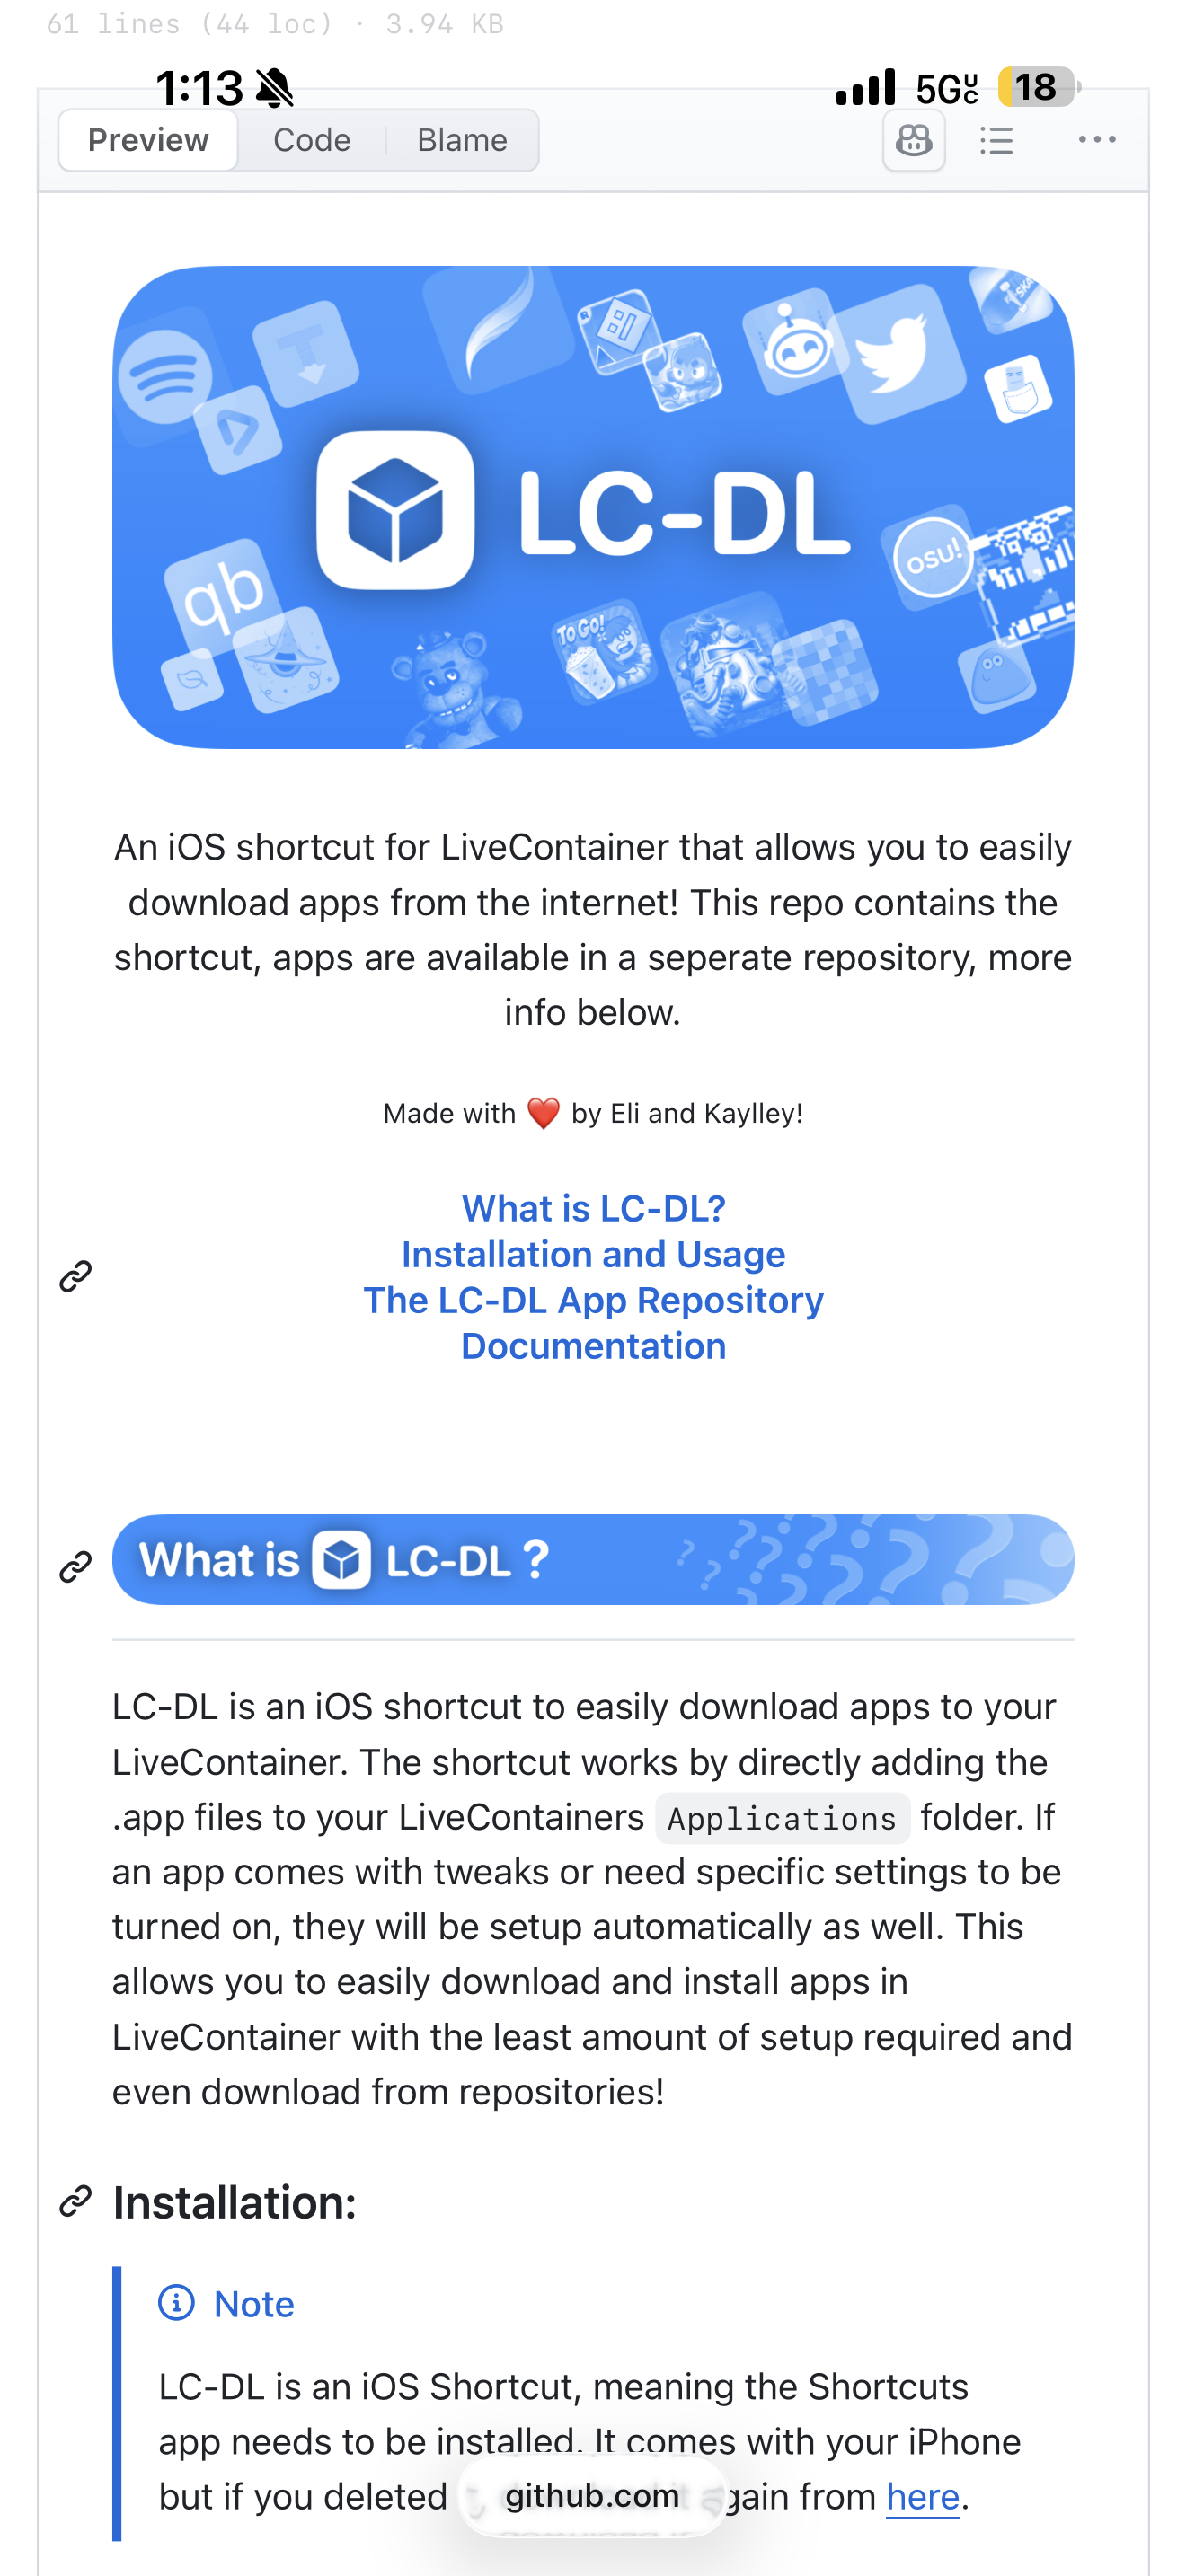 61 lines (44 loc) · 3.94 KB
1:13
5G UC
18
Preview
Code
Blame
SKA
R
LC-DL
OSU!
qb
TO GO!
An iOS shortcut for LiveContainer that allows you to easily
download apps from the internet! This repo contains the
shortcut, apps are available in a seperate repository, more
info below.
Made with ❤️ by Eli and Kaylley!
What is LC-DL?
Installation and Usage
The LC-DL App Repository
Documentation
What is LC-DL ?
LC-DL is an iOS shortcut to easily download apps to your
LiveContainer. The shortcut works by directly adding the
.app files to your LiveContainers Applications folder. If
an app comes with tweaks or need specific settings to be
turned on, they will be setup automatically as well. This
allows you to easily download and install apps in
LiveContainer with the least amount of setup required and
even download from repositories!
Installation:
Note
LC-DL is an iOS Shortcut, meaning the Shortcuts
app needs to be installed. It comes with your iPhone
but if you deleted gain from here.
github.com